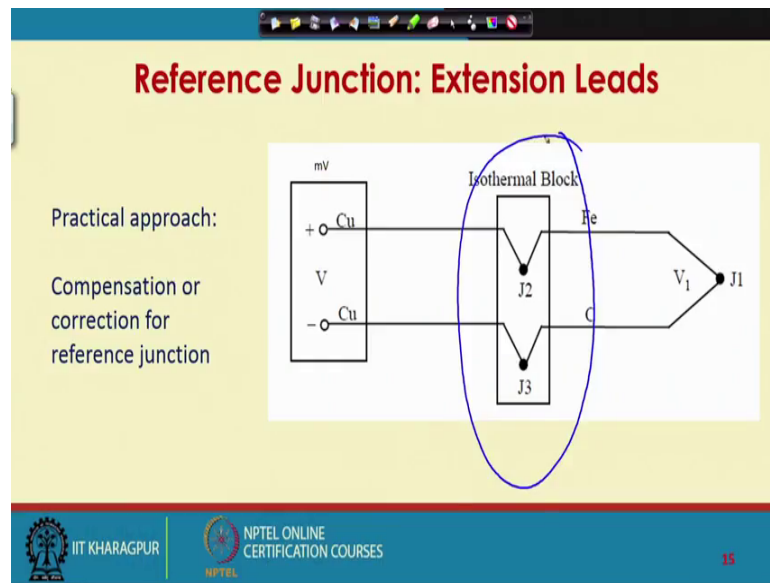 Reference Junction: Extension Leads
Practical approach:
Compensation or
correction for
reference junction
mV
Isothermal Block
+ Cu
Fe
V
J2
V1
J1
− Cu
C
J3
IIT KHARAGPUR
NPTEL
NPTEL ONLINE
CERTIFICATION COURSES
15